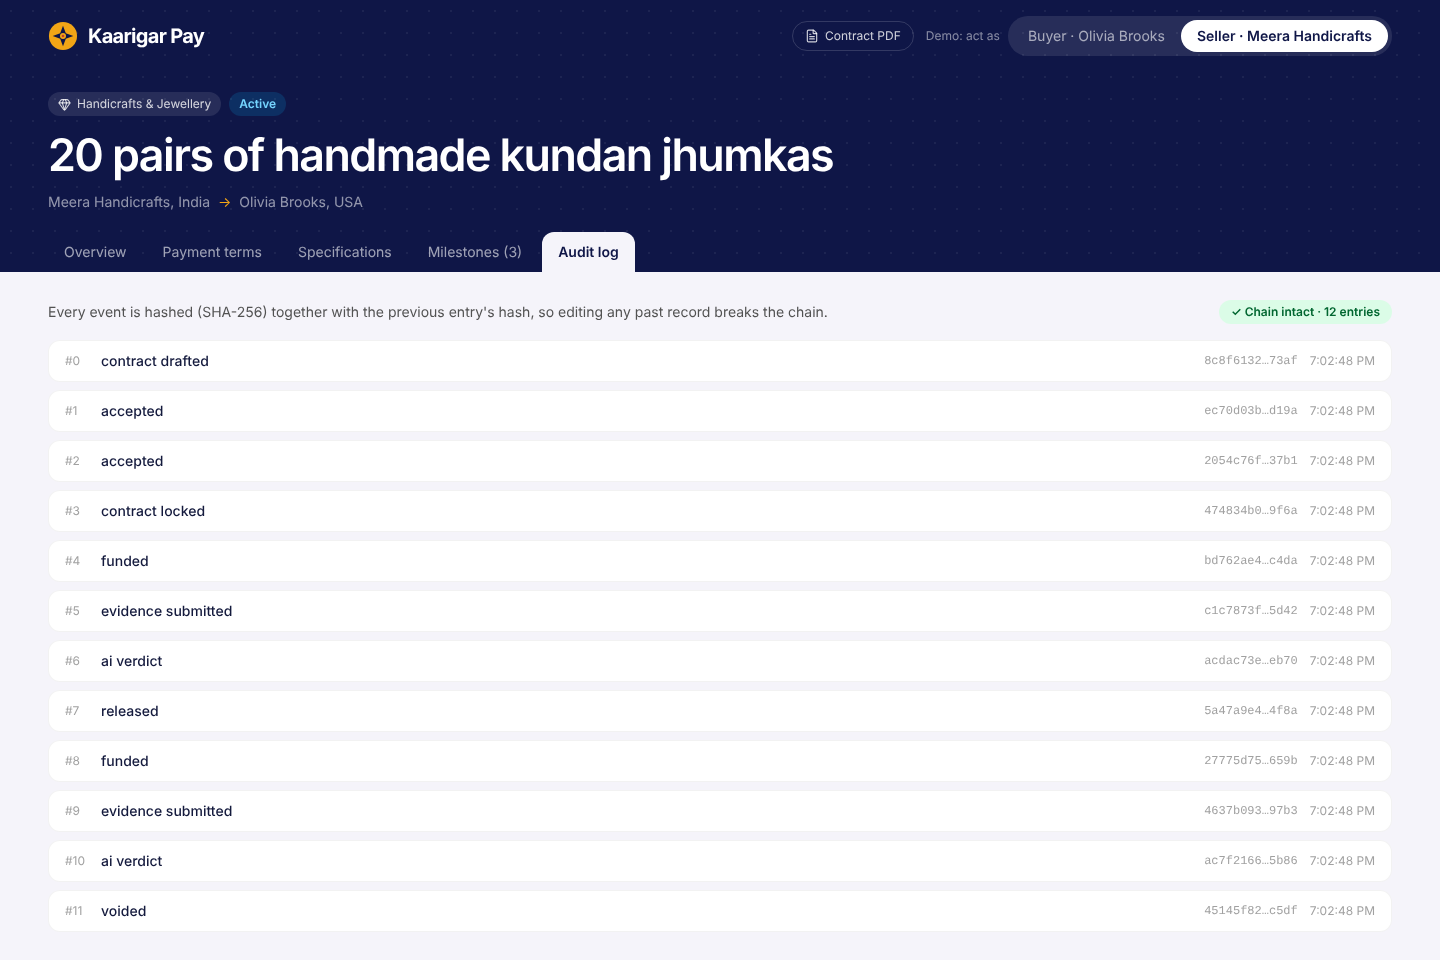 Kaarigar Pay
Contract PDF
Demo: act as
Buyer · Olivia Brooks
Seller · Meera Handicrafts
Handicrafts & Jewellery
Active
20 pairs of handmade kundan jhumkas
Meera Handicrafts, India → Olivia Brooks, USA
Overview
Payment terms
Specifications
Milestones (3)
Audit log
Every event is hashed (SHA-256) together with the previous entry's hash, so editing any past record breaks the chain.
✓ Chain intact · 12 entries
#0 contract drafted 8c8f6132…73af 7:02:48 PM
#1 accepted ec70d03b…d19a 7:02:48 PM
#2 accepted 2054c76f…37b1 7:02:48 PM
#3 contract locked 474834b0…9f6a 7:02:48 PM
#4 funded bd762ae4…c4da 7:02:48 PM
#5 evidence submitted c1c7873f…5d42 7:02:48 PM
#6 ai verdict acdac73e…eb70 7:02:48 PM
#7 released 5a47a9e4…4f8a 7:02:48 PM
#8 funded 27775d75…659b 7:02:48 PM
#9 evidence submitted 4637b093…97b3 7:02:48 PM
#10 ai verdict ac7f2166…5b86 7:02:48 PM
#11 voided 45145f82…c5df 7:02:48 PM